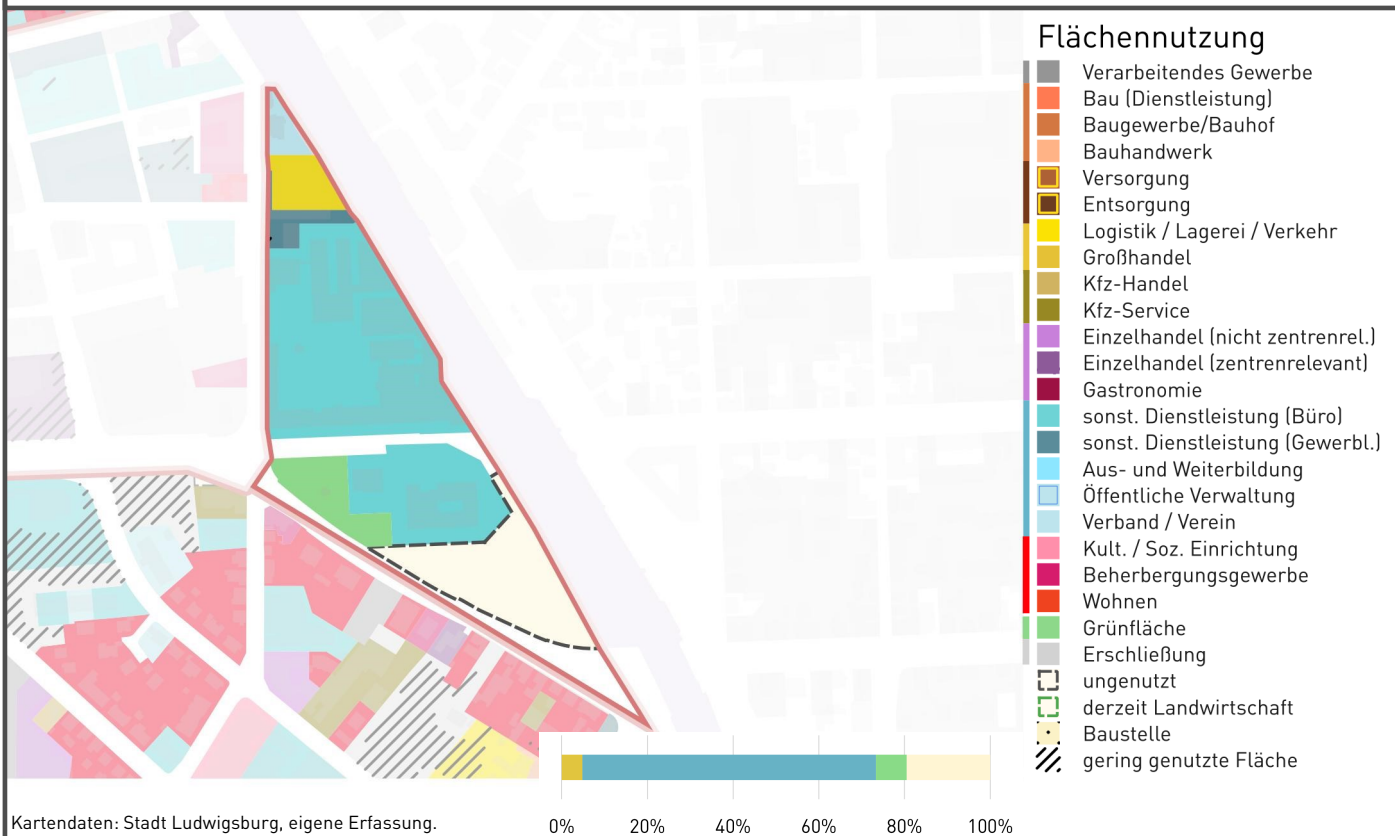 Flächennutzung
Verarbeitendes Gewerbe
Bau (Dienstleistung)
Baugewerbe/Bauhof
Bauhandwerk
Versorgung
Entsorgung
Logistik / Lagerei / Verkehr
Großhandel
Kfz-Handel
Kfz-Service
Einzelhandel (nicht zentrenrel.)
Einzelhandel (zentrenrelevant)
Gastronomie
sonst. Dienstleistung (Büro)
sonst. Dienstleistung (Gewerbl.)
Aus- und Weiterbildung
Öffentliche Verwaltung
Verband / Verein
Kult. / Soz. Einrichtung
Beherbergungsgewerbe
Wohnen
Grünfläche
Erschließung
ungenutzt
derzeit Landwirtschaft
Baustelle
gering genutzte Fläche
Kartendaten: Stadt Ludwigsburg, eigene Erfassung.
0% 20% 40% 60% 80% 100%